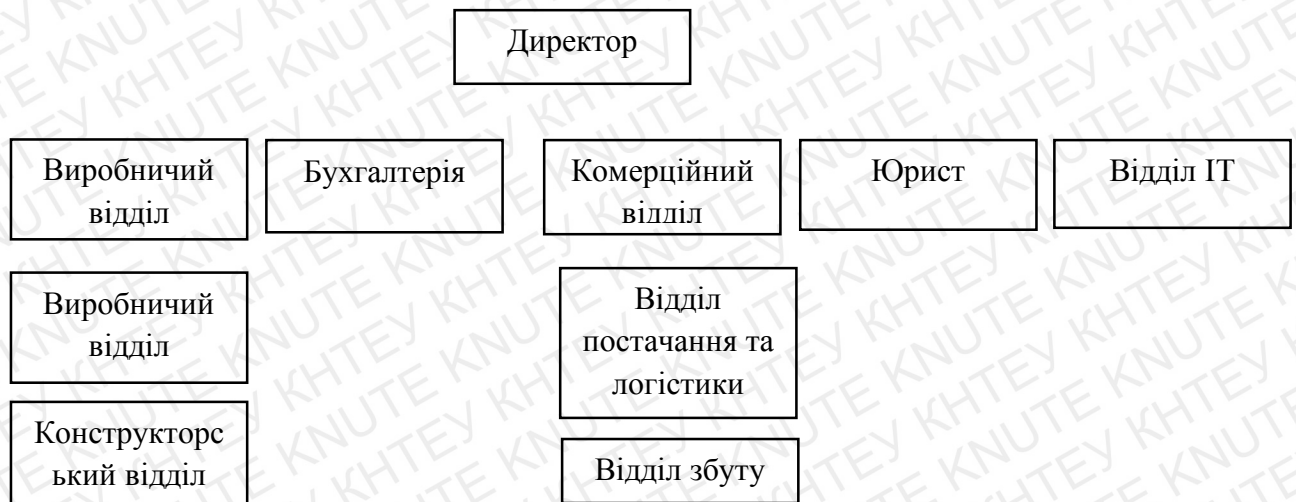 Директор
Виробничий
відділ
Бухгалтерія
Комерційний
відділ
Юрист
Відділ ІТ
Виробничий
відділ
Відділ
постачання та
логістики
Конструкторс
ький відділ
Відділ збуту